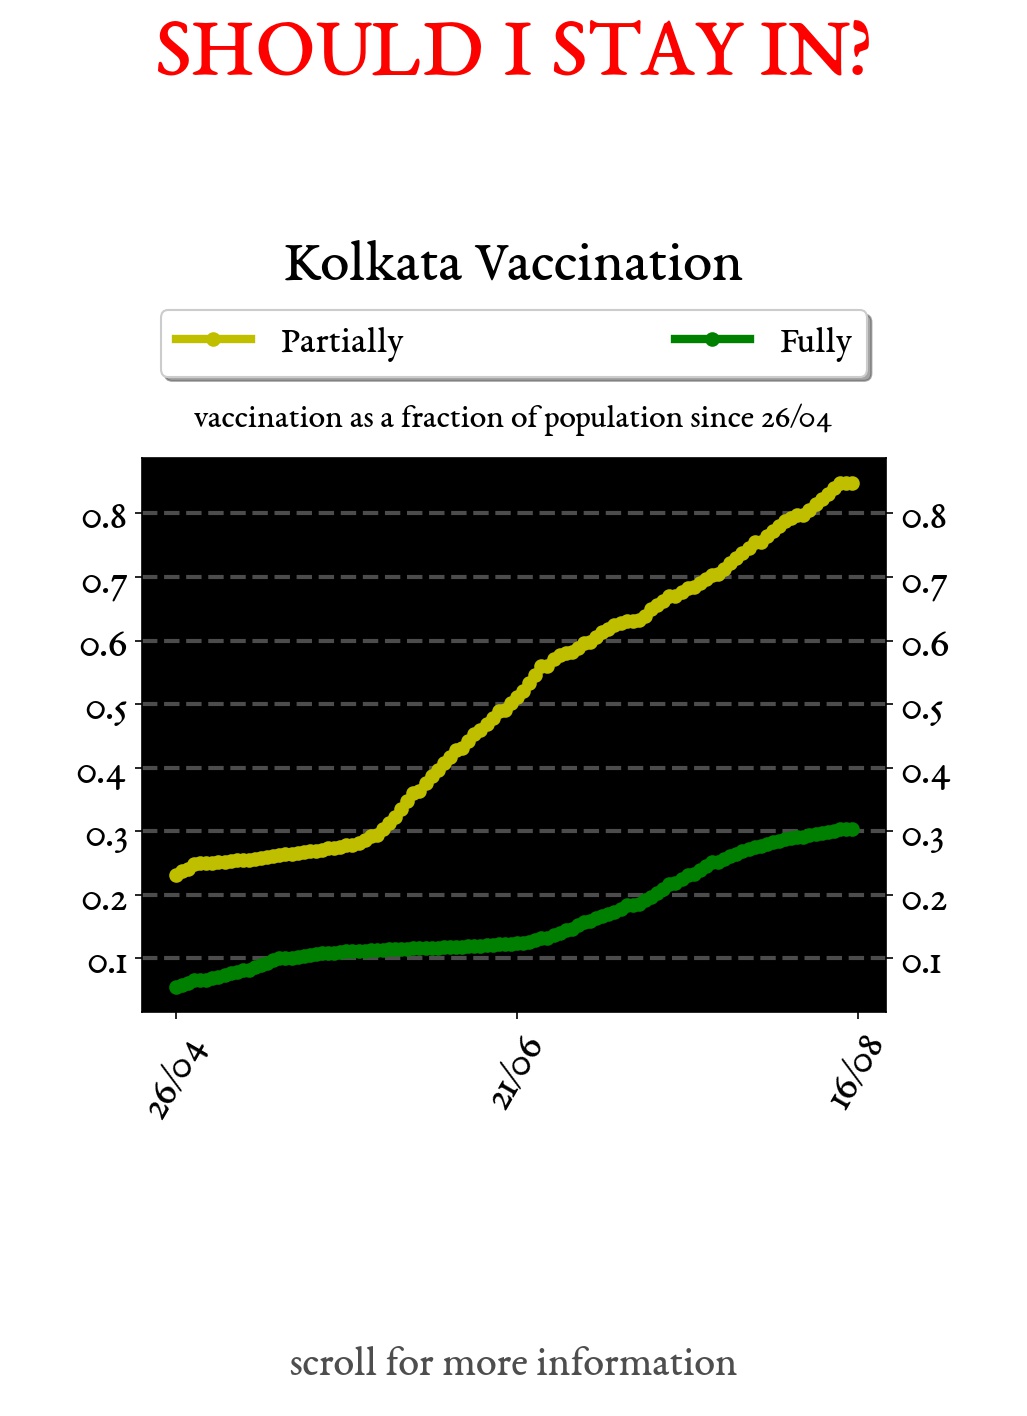 SHOULD I STAY IN?
Kolkata Vaccination
Partially Fully
vaccination as a fraction of population since 26/04
0.8 0.8
0.7 0.7
0.6 0.6
0.5 0.5
0.4 0.4
0.3 0.3
0.2 0.2
0.1 0.1
26/04 21/06 16/08
scroll for more information